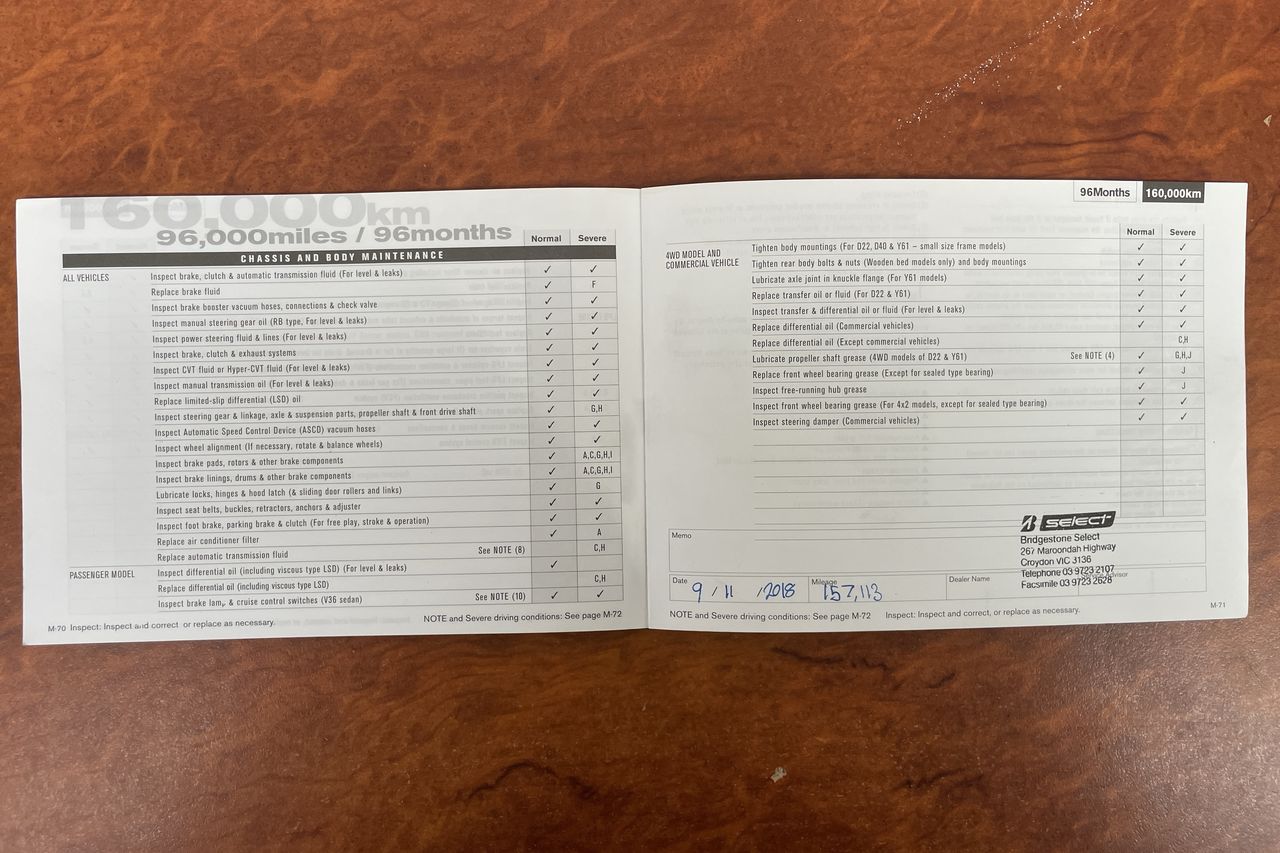 160,000km
96,000miles / 96months
Normal Severe
CHASSIS AND BODY MAINTENANCE
ALL VEHICLES Inspect brake, clutch & automatic transmission fluid (For level & leaks) ✓ ✓
Replace brake fluid ✓ F
Inspect brake booster vacuum hoses, connections & check valve ✓ ✓
Inspect manual steering gear oil (RB type, For level & leaks) ✓ ✓
Inspect power steering fluid & lines (For level & leaks) ✓ ✓
Inspect brake, clutch & exhaust systems ✓ ✓
Inspect CVT fluid or Hyper-CVT fluid (For level & leaks) ✓ ✓
Inspect manual transmission oil (For level & leaks) ✓ ✓
Replace limited-slip differential (LSD) oil ✓ ✓
Inspect steering gear & linkage, axle & suspension parts, propeller shaft & front drive shaft ✓ G,H
Inspect Automatic Speed Control Device (ASCD) vacuum hoses ✓ ✓
Inspect wheel alignment (If necessary, rotate & balance wheels) ✓ ✓
Inspect brake pads, rotors & other brake components ✓ A,C,G,H,I
Inspect brake linings, drums & other brake components ✓ A,C,G,H,I
Lubricate locks, hinges & hood latch (& sliding door rollers and links) ✓ G
Inspect seat belts, buckles, retractors, anchors & adjuster ✓ ✓
Inspect foot brake, parking brake & clutch (For free play, stroke & operation) ✓ ✓
Replace air conditioner filter ✓ A
Replace automatic transmission fluid See NOTE (8) C,H
PASSENGER MODEL Inspect differential oil (including viscous type LSD) (For level & leaks) ✓
Replace differential oil (including viscous type LSD) C,H
Inspect brake lamp & cruise control switches (V36 sedan) See NOTE (10) ✓ ✓
M-70 Inspect: Inspect and correct or replace as necessary. NOTE and Severe driving conditions: See page M-72
96Months 160,000km
Normal Severe
4WD MODEL AND COMMERCIAL VEHICLE
Tighten body mountings (For D22, D40 & Y61 – small size frame models) ✓ ✓
Tighten rear body bolts & nuts (Wooden bed models only) and body mountings ✓ ✓
Lubricate axle joint in knuckle flange (For Y61 models) ✓ ✓
Replace transfer oil or fluid (For D22 & Y61) ✓ ✓
Inspect transfer & differential oil or fluid (For level & leaks) ✓ ✓
Replace differential oil (Commercial vehicles) ✓ ✓
Replace differential oil (Except commercial vehicles) C,H
Lubricate propeller shaft grease (4WD models of D22 & Y61) See NOTE (4) ✓ G,H,J
Replace front wheel bearing grease (Except for sealed type bearing) ✓ J
Inspect free-running hub grease ✓ J
Inspect front wheel bearing grease (For 4x2 models, except for sealed type bearing) ✓ ✓
Inspect steering damper (Commercial vehicles) ✓ ✓
SELECT
Memo
Bridgestone Select
267 Maroondah Highway
Croydon VIC 3136
Telephone 03 9723 2107
Facsimile 03 9723 2628
Date 9 / 11 / 2018 Mileage 157,113 Dealer Name
NOTE and Severe driving conditions: See page M-72 Inspect: Inspect and correct, or replace as necessary.
M-71